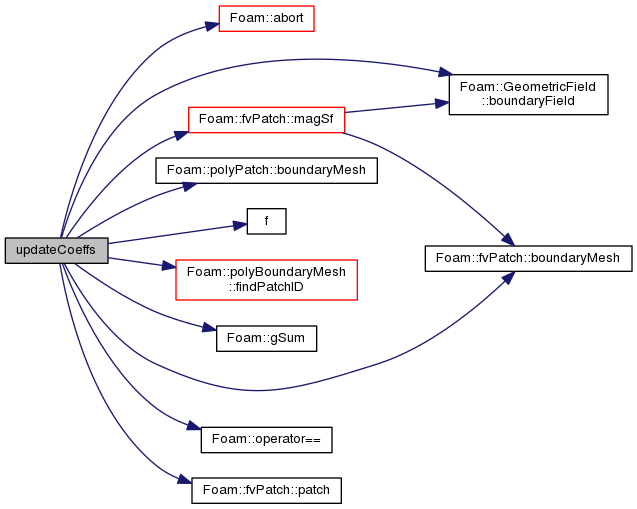 Foam::abort
Foam::GeometricField
::boundaryField
Foam::fvPatch::magSf
Foam::polyPatch::boundaryMesh
f
updateCoeffs
Foam::fvPatch::boundaryMesh
Foam::polyBoundaryMesh
::findPatchID
Foam::gSum
Foam::operator==
Foam::fvPatch::patch